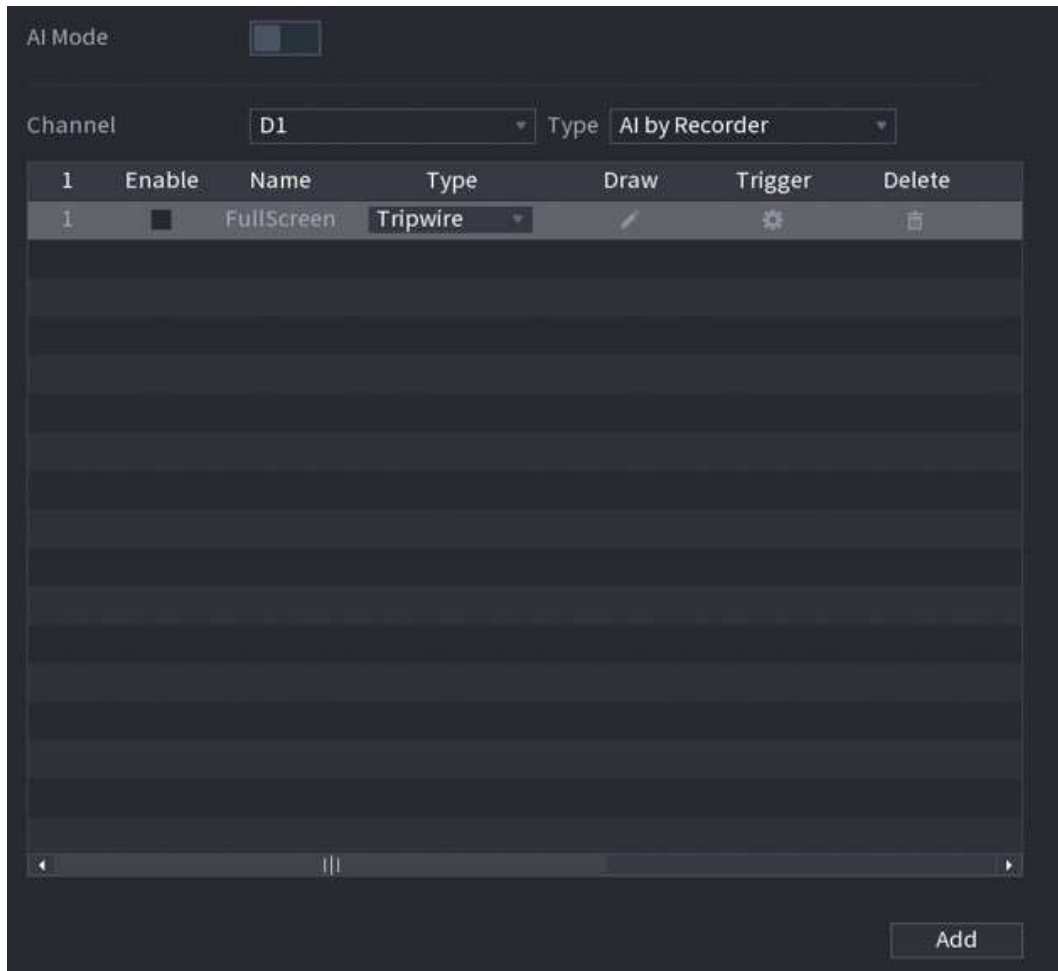 AI Mode
Channel D1 Type AI by Recorder
1 Enable Name Type Draw Trigger Delete
1 FullScreen Tripwire
Add